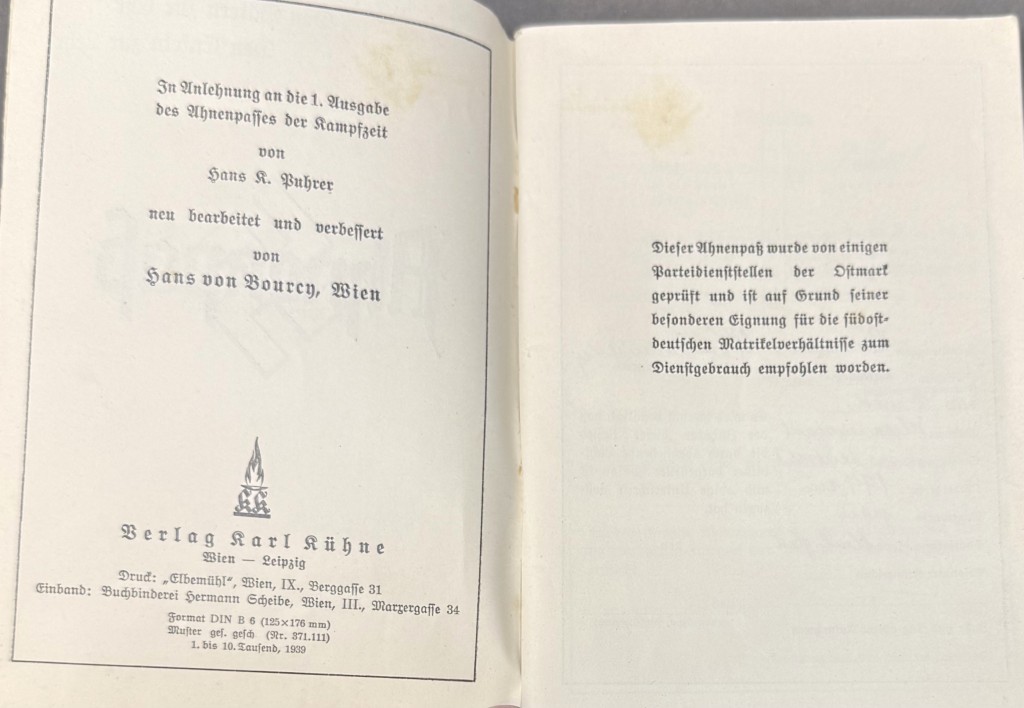 In Anlehnung an die 1. Ausgabe
des Ahnenpasses der Kampfzeit
von
Hans K. Puhrer
neu bearbeitet und verbessert
von
Hans von Bourcy, Wien
KK
Verlag Karl Kühne
Wien — Leipzig
Druck: „Elbemühl“, Wien, IX., Berggasse 31
Einband: Buchbinderei Hermann Scheibe, Wien, III., Marxergasse 34
Format DIN B 6 (125×176 mm)
Muster ges. gesch (Nr. 371.111)
1. bis 10. Tausend, 1939
Dieser Ahnenpaß wurde von einigen
Parteidienststellen der Ostmark
geprüft und ist auf Grund seiner
besonderen Eignung für die südost-
deutschen Matrikelverhältnisse zum
Dienstgebrauch empfohlen worden.